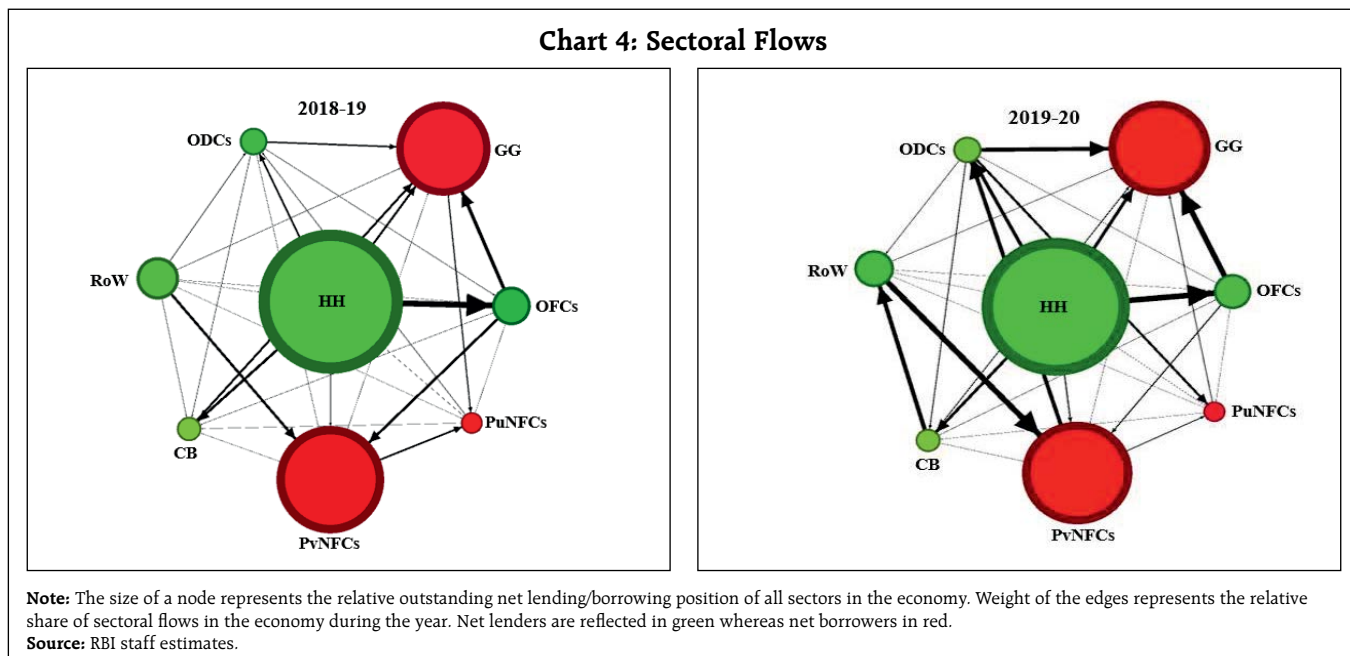 Chart 4: Sectoral Flows
2018-19
ODCs
GG
RoW
HH
OFCs
PuNFCs
CB
PvNFCs
2019-20
ODCs
GG
RoW
HH
OFCs
PuNFCs
CB
PvNFCs
Note: The size of a node represents the relative outstanding net lending/borrowing position of all sectors in the economy. Weight of the edges represents the relative
share of sectoral flows in the economy during the year. Net lenders are reflected in green whereas net borrowers in red.
Source: RBI staff estimates.